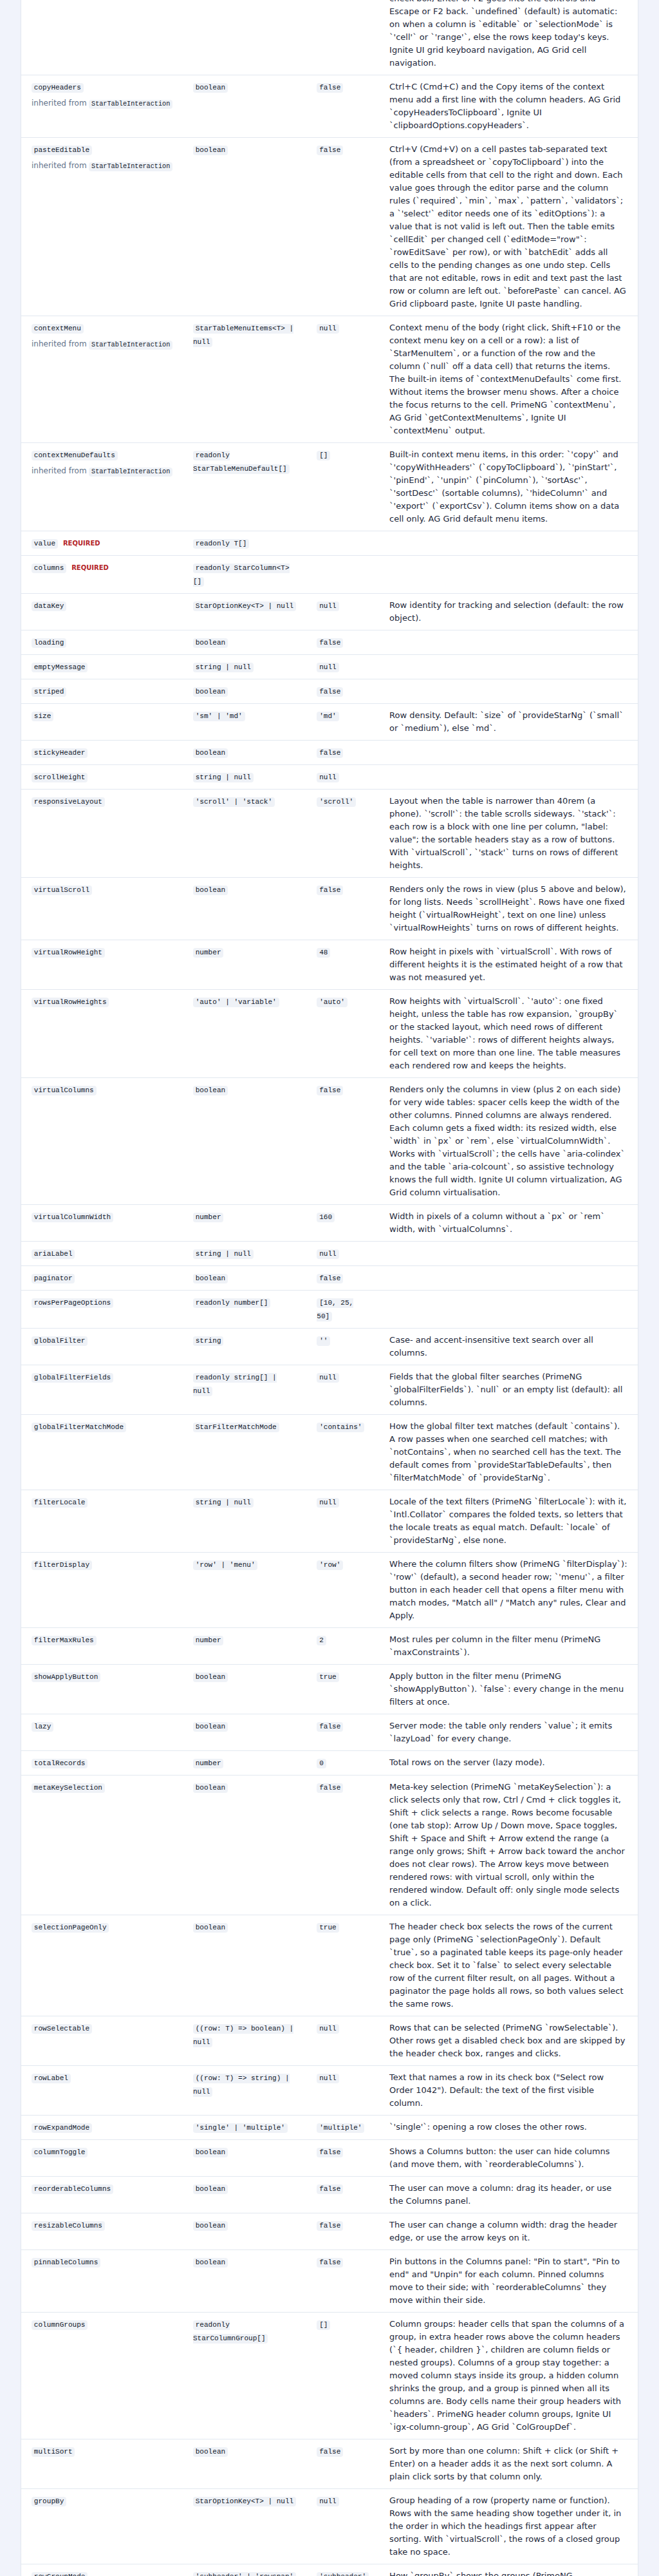 Escape or F2 back. `undefined` (default) is automatic:
on when a column is `editable` or `selectionMode` is
`'cell'` or `'range'`, else the rows keep today's keys.
Ignite UI grid keyboard navigation, AG Grid cell
navigation.
copyHeaders boolean false Ctrl+C (Cmd+C) and the Copy items of the context
inherited from StarTableInteraction menu add a first line with the column headers. AG Grid
`copyHeadersToClipboard`, Ignite UI
`clipboardOptions.copyHeaders`.
pasteEditable boolean false Ctrl+V (Cmd+V) on a cell pastes tab-separated text
inherited from StarTableInteraction (from a spreadsheet or `copyToClipboard`) into the
editable cells from that cell to the right and down. Each
value goes through the editor parse and the column
rules (`required`, `min`, `max`, `pattern`, `validators`;
a `'select'` editor needs one of its `editOptions`): a
value that is not valid is left out. Then the table emits
`cellEdit` per changed cell (`editMode="row"`:
`rowEditSave` per row), or with `batchEdit` adds all
cells to the pending changes as one undo step. Cells
that are not editable, rows in edit and text past the last
row or column are left out. `beforePaste` can cancel. AG
Grid clipboard paste, Ignite UI paste handling.
contextMenu StarTableMenuItems<T> | null null Context menu of the body (right click, Shift+F10 or the
inherited from StarTableInteraction context menu key on a cell or a row): a list of
`StarMenuItem`, or a function of the row and the
column (`null` off a data cell) that returns the items.
The built-in items of `contextMenuDefaults` come first.
Without items the browser menu shows. After a choice
the focus returns to the cell. PrimeNG `contextMenu`,
AG Grid `getContextMenuItems`, Ignite UI
`contextMenu` output.
contextMenuDefaults readonly StarTableMenuDefault[] [] Built-in context menu items, in this order: `'copy'` and
inherited from StarTableInteraction `'copyWithHeaders'` (`copyToClipboard`), `'pinStart'`,
`'pinEnd'`, `'unpin'` (`pinColumn`), `'sortAsc'`,
`'sortDesc'` (sortable columns), `'hideColumn'` and
`'export'` (`exportCsv`). Column items show on a data
cell only. AG Grid default menu items.
value REQUIRED readonly T[]
columns REQUIRED readonly StarColumn<T>
[]
dataKey StarOptionKey<T> | null null Row identity for tracking and selection (default: the row
object).
loading boolean false
emptyMessage string | null null
striped boolean false
size 'sm' | 'md' 'md' Row density. Default: `size` of `provideStarNg` (`small`
or `medium`), else `md`.
stickyHeader boolean false
scrollHeight string | null null
responsiveLayout 'scroll' | 'stack' 'scroll' Layout when the table is narrower than 40rem (a
phone). `'scroll'`: the table scrolls sideways. `'stack'`:
each row is a block with one line per column, "label:
value"; the sortable headers stay as a row of buttons.
With `virtualScroll`, `'stack'` turns on rows of different
heights.
virtualScroll boolean false Renders only the rows in view (plus 5 above and below),
for long lists. Needs `scrollHeight`. Rows have one fixed
height (`virtualRowHeight`, text on one line) unless
`virtualRowHeights` turns on rows of different heights.
virtualRowHeight number 48 Row height in pixels with `virtualScroll`. With rows of
different heights it is the estimated height of a row that
was not measured yet.
virtualRowHeights 'auto' | 'variable' 'auto' Row heights with `virtualScroll`. `'auto'`: one fixed
height, unless the table has row expansion, `groupBy`
or the stacked layout, which need rows of different
heights. `'variable'`: rows of different heights always,
for cell text on more than one line. The table measures
each rendered row and keeps the heights.
virtualColumns boolean false Renders only the columns in view (plus 2 on each side)
for very wide tables: spacer cells keep the width of the
other columns. Pinned columns are always rendered.
Each column gets a fixed width: its resized width, else
`width` in `px` or `rem`, else `virtualColumnWidth`.
Works with `virtualScroll`; the cells have `aria-colindex`
and the table `aria-colcount`, so assistive technology
knows the full width. Ignite UI column virtualization, AG
Grid column virtualisation.
virtualColumnWidth number 160 Width in pixels of a column without a `px` or `rem`
width, with `virtualColumns`.
ariaLabel string | null null
paginator boolean false
rowsPerPageOptions readonly number[] [10, 25,
50]
globalFilter string '' Case- and accent-insensitive text search over all
columns.
globalFilterFields readonly string[] | null null Fields that the global filter searches (PrimeNG
`globalFilterFields`). `null` or an empty list (default): all
columns.
globalFilterMatchMode StarFilterMatchMode 'contains' How the global filter text matches (default `contains`).
A row passes when one searched cell matches; with
`notContains`, when no searched cell has the text. The
default comes from `provideStarTableDefaults`, then
`filterMatchMode` of `provideStarNg`.
filterLocale string | null null Locale of the text filters (PrimeNG `filterLocale`): with it,
`Intl.Collator` compares the folded texts, so letters that
the locale treats as equal match. Default: `locale` of
`provideStarNg`, else none.
filterDisplay 'row' | 'menu' 'row' Where the column filters show (PrimeNG `filterDisplay`):
`'row'` (default), a second header row; `'menu'`, a filter
button in each header cell that opens a filter menu with
match modes, "Match all" / "Match any" rules, Clear and
Apply.
filterMaxRules number 2 Most rules per column in the filter menu (PrimeNG
`maxConstraints`).
showApplyButton boolean true Apply button in the filter menu (PrimeNG
`showApplyButton`). `false`: every change in the menu
filters at once.
lazy boolean false Server mode: the table only renders `value`; it emits
`lazyLoad` for every change.
totalRecords number 0 Total rows on the server (lazy mode).
metaKeySelection boolean false Meta-key selection (PrimeNG `metaKeySelection`): a
click selects only that row, Ctrl / Cmd + click toggles it,
Shift + click selects a range. Rows become focusable
(one tab stop): Arrow Up / Down move, Space toggles,
Shift + Space and Shift + Arrow extend the range (a
range only grows; Shift + Arrow back toward the anchor
does not clear rows). The Arrow keys move between
rendered rows: with virtual scroll, only within the
rendered window. Default off: only single mode selects
on a click.
selectionPageOnly boolean true The header check box selects the rows of the current
page only (PrimeNG `selectionPageOnly`). Default
`true`, so a paginated table keeps its page-only header
check box. Set it to `false` to select every selectable
row of the current filter result, on all pages. Without a
paginator the page holds all rows, so both values select
the same rows.
rowSelectable ((row: T) => boolean) | null null Rows that can be selected (PrimeNG `rowSelectable`).
Other rows get a disabled check box and are skipped by
the header check box, ranges and clicks.
rowLabel ((row: T) => string) | null null Text that names a row in its check box ("Select row
Order 1042"). Default: the text of the first visible
column.
rowExpandMode 'single' | 'multiple' 'multiple' `'single'`: opening a row closes the other rows.
columnToggle boolean false Shows a Columns button: the user can hide columns
(and move them, with `reorderableColumns`).
reorderableColumns boolean false The user can move a column: drag its header, or use
the Columns panel.
resizableColumns boolean false The user can change a column width: drag the header
edge, or use the arrow keys on it.
pinnableColumns boolean false Pin buttons in the Columns panel: "Pin to start", "Pin to
end" and "Unpin" for each column. Pinned columns
move to their side; with `reorderableColumns` they
move within their side.
columnGroups readonly StarColumnGroup[] [] Column groups: header cells that span the columns of a
group, in extra header rows above the column headers
(`{ header, children }`, children are column fields or
nested groups). Columns of a group stay together: a
moved column stays inside its group, a hidden column
shrinks the group, and a group is pinned when all its
columns are. Body cells name their group headers with
`headers`. PrimeNG header column groups, Ignite UI
`igx-column-group`, AG Grid `ColGroupDef`.
multiSort boolean false Sort by more than one column: Shift + click (or Shift +
Enter) on a header adds it as the next sort column. A
plain click sorts by that column only.
groupBy StarOptionKey<T> | null null Group heading of a row (property name or function).
Rows with the same heading show together under it, in
the order in which the headings first appear after
sorting. With `virtualScroll`, the rows of a closed group
take no space.